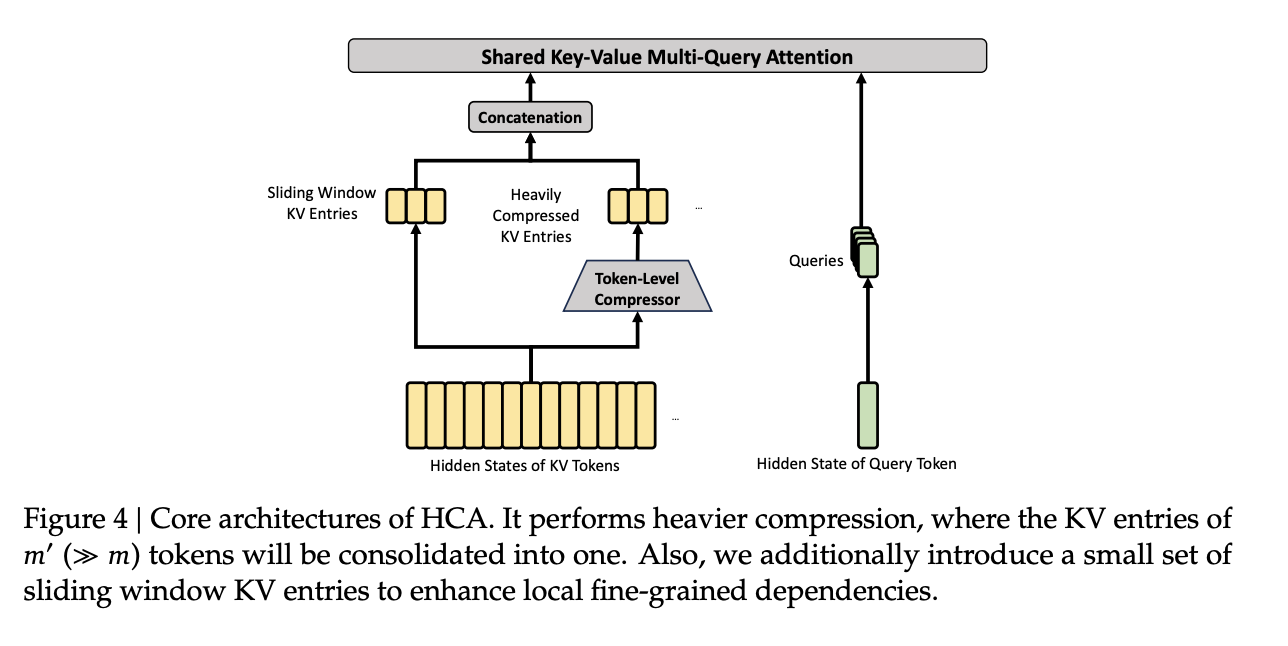 Shared Key-Value Multi-Query Attention
Concatenation
Sliding Window
KV Entries
Heavily
Compressed
KV Entries
...
Token-Level
Compressor
Queries
...
Hidden States of KV Tokens
Hidden State of Query Token
Figure 4 | Core architectures of HCA. It performs heavier compression, where the KV entries of
m′ (≫ m) tokens will be consolidated into one. Also, we additionally introduce a small set of
sliding window KV entries to enhance local fine-grained dependencies.